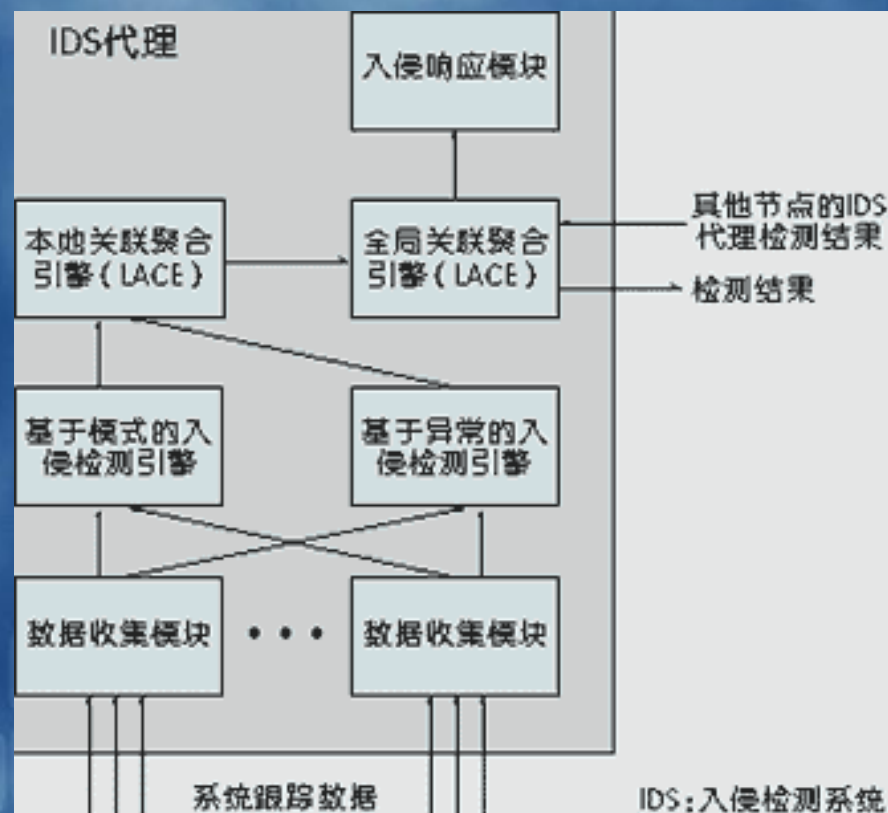 IDS代理
入侵响应模块
本地关联聚合
引擎(LACE)
全局关联聚合
引擎(LACE)
其他节点的IDS
代理检测结果
检测结果
基于模式的入
侵检测引擎
基于异常的入
侵检测引擎
数据收集模块
•••
数据收集模块
系统跟踪数据
IDS:入侵检测系统